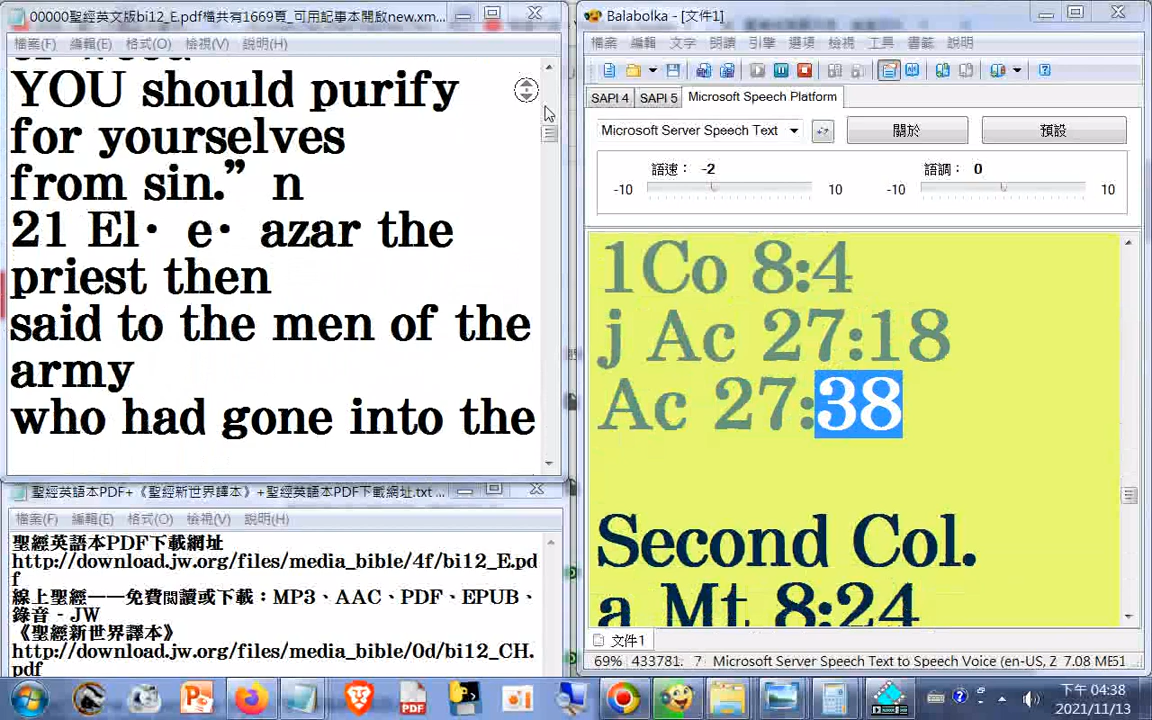 00000聖經英文版bi12_E.pdf檔共有1669頁_可用記事本開啟new.xm...
檔案(F) 編輯(E) 格式(O) 檢視(V) 說明(H)
YOU should purify
for yourselves
from sin.” n
21 El· e· azar the
priest then
said to the men of the
army
who had gone into the
聖經英語本PDF+《聖經新世界譯本》+聖經英語本PDF下載網址.txt ...
檔案(F) 編輯(E) 格式(O) 檢視(V) 說明(H)
聖經英語本PDF下載網址
http://download.jw.org/files/media_bible/4f/bi12_E.pd
f
線上聖經——免費閱讀或下載：MP3、AAC、PDF、EPUB、
錄音 - JW
《聖經新世界譯本》
http://download.jw.org/files/media_bible/0d/bi12_CH.
pdf
Balabolka - [文件1]
檔案 編輯 文字 朗讀 引擎 選項 檢視 工具 書籤 說明
SAPI 4 SAPI 5 Microsoft Speech Platform
Microsoft Server Speech Text 關於 預設
語速： -2 語調： 0
-10 10 -10 10
1Co 8:4
j Ac 27:18
Ac 27:38
Second Col.
a Mt 8:24
文件1
69% 433781. 7 Microsoft Server Speech Text to Speech Voice (en-US, Z 7.08 ME51
PDF
下午 04:38
2021/11/13